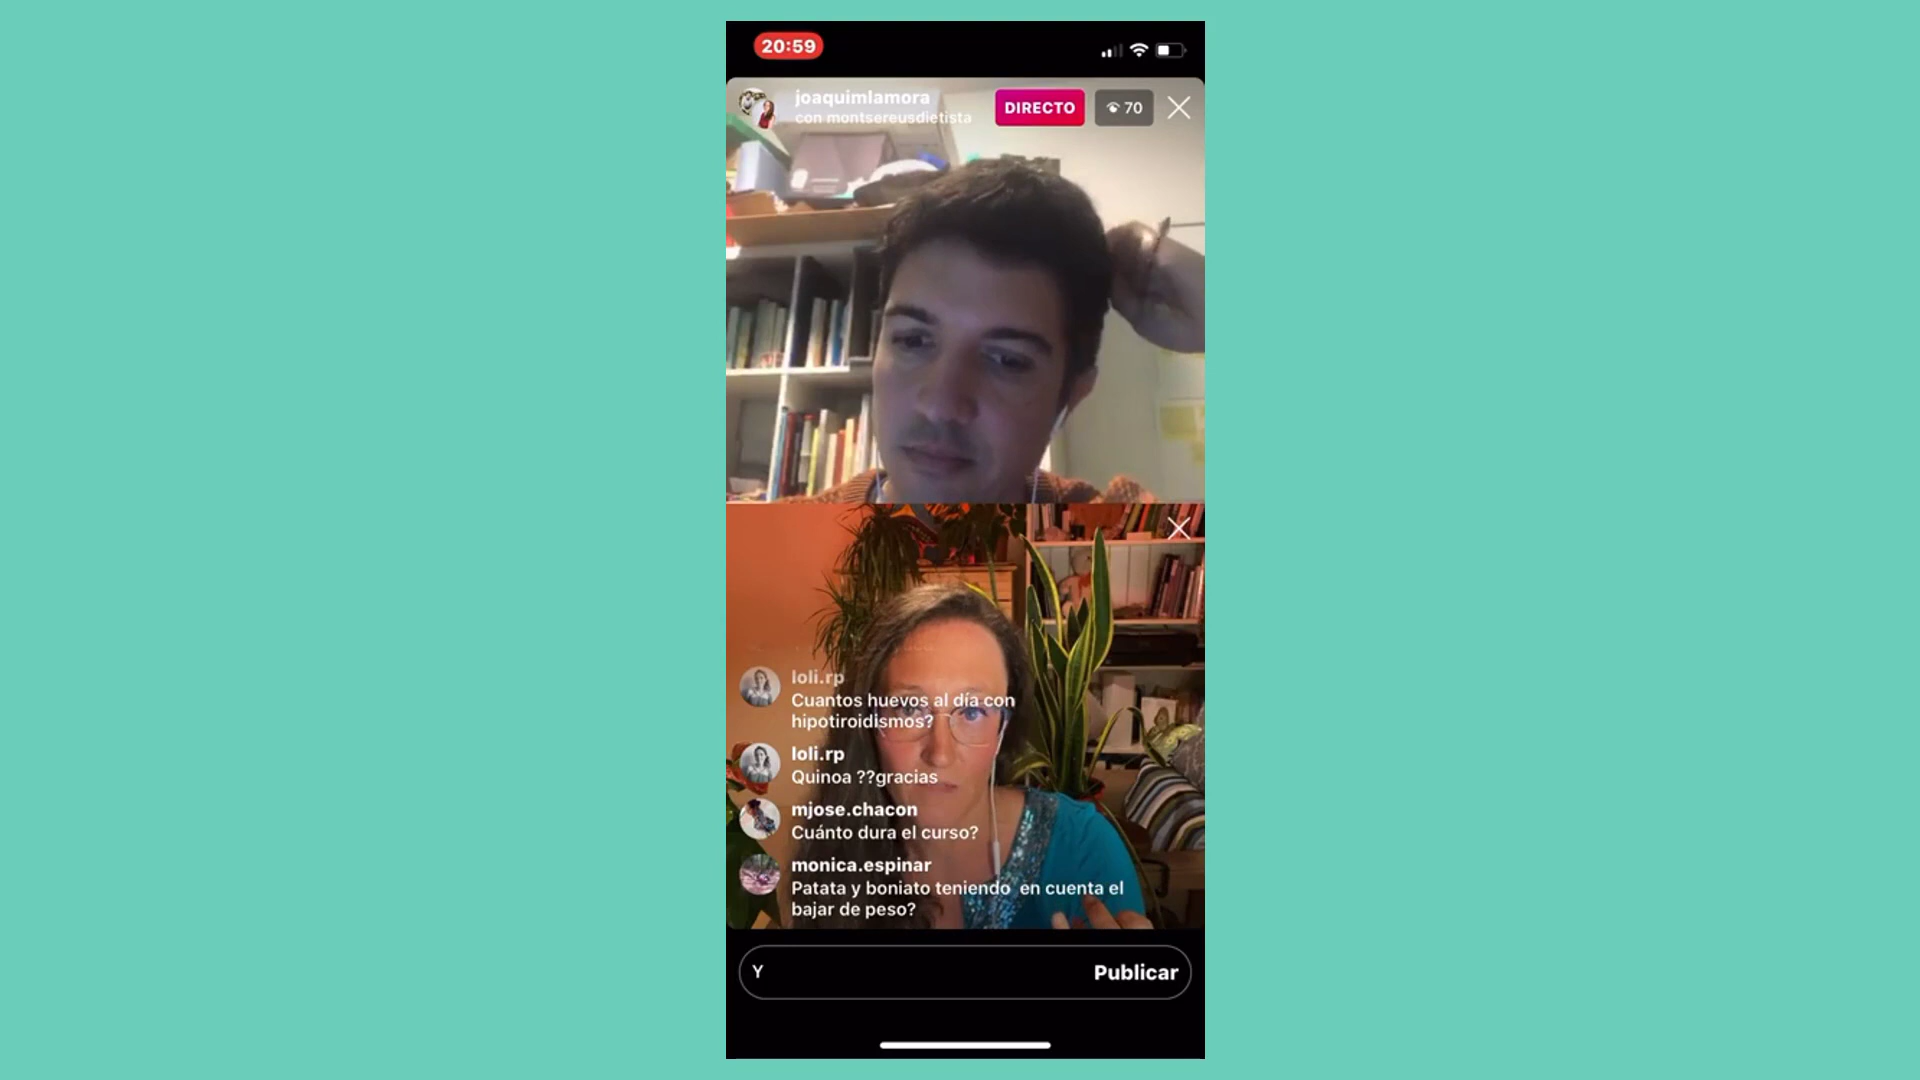 20:59
joaquimlamora
con montsereusdietista
DIRECTO
70
loli.rp
Cuantos huevos al día con
hipotiroidismos?
loli.rp
Quinoa ??gracias
mjose.chacon
Cuánto dura el curso?
monica.espinar
Patata y boniato teniendo  en cuenta el
bajar de peso?
Y
Publicar